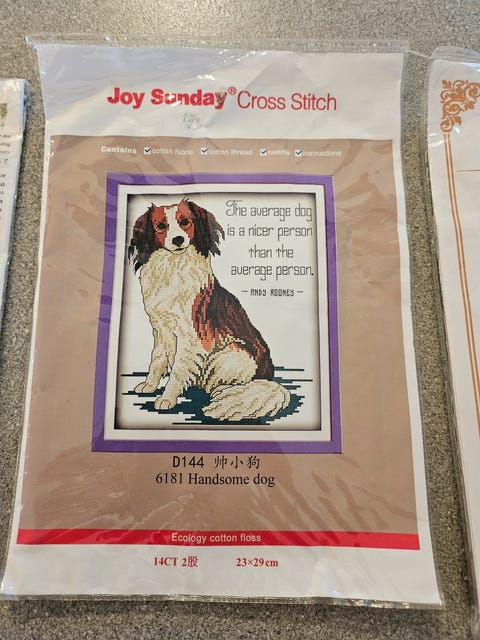 Joy Sunday® Cross Stitch
Contains ✓cotton fabric ✓cotton thread ✓needle ✓instructions
The average dog
is a nicer person
than the
average person.
— ANDY ROONEY —
D144 帅小狗
6181 Handsome dog
Ecology cotton floss
14CT 2股 23×29cm